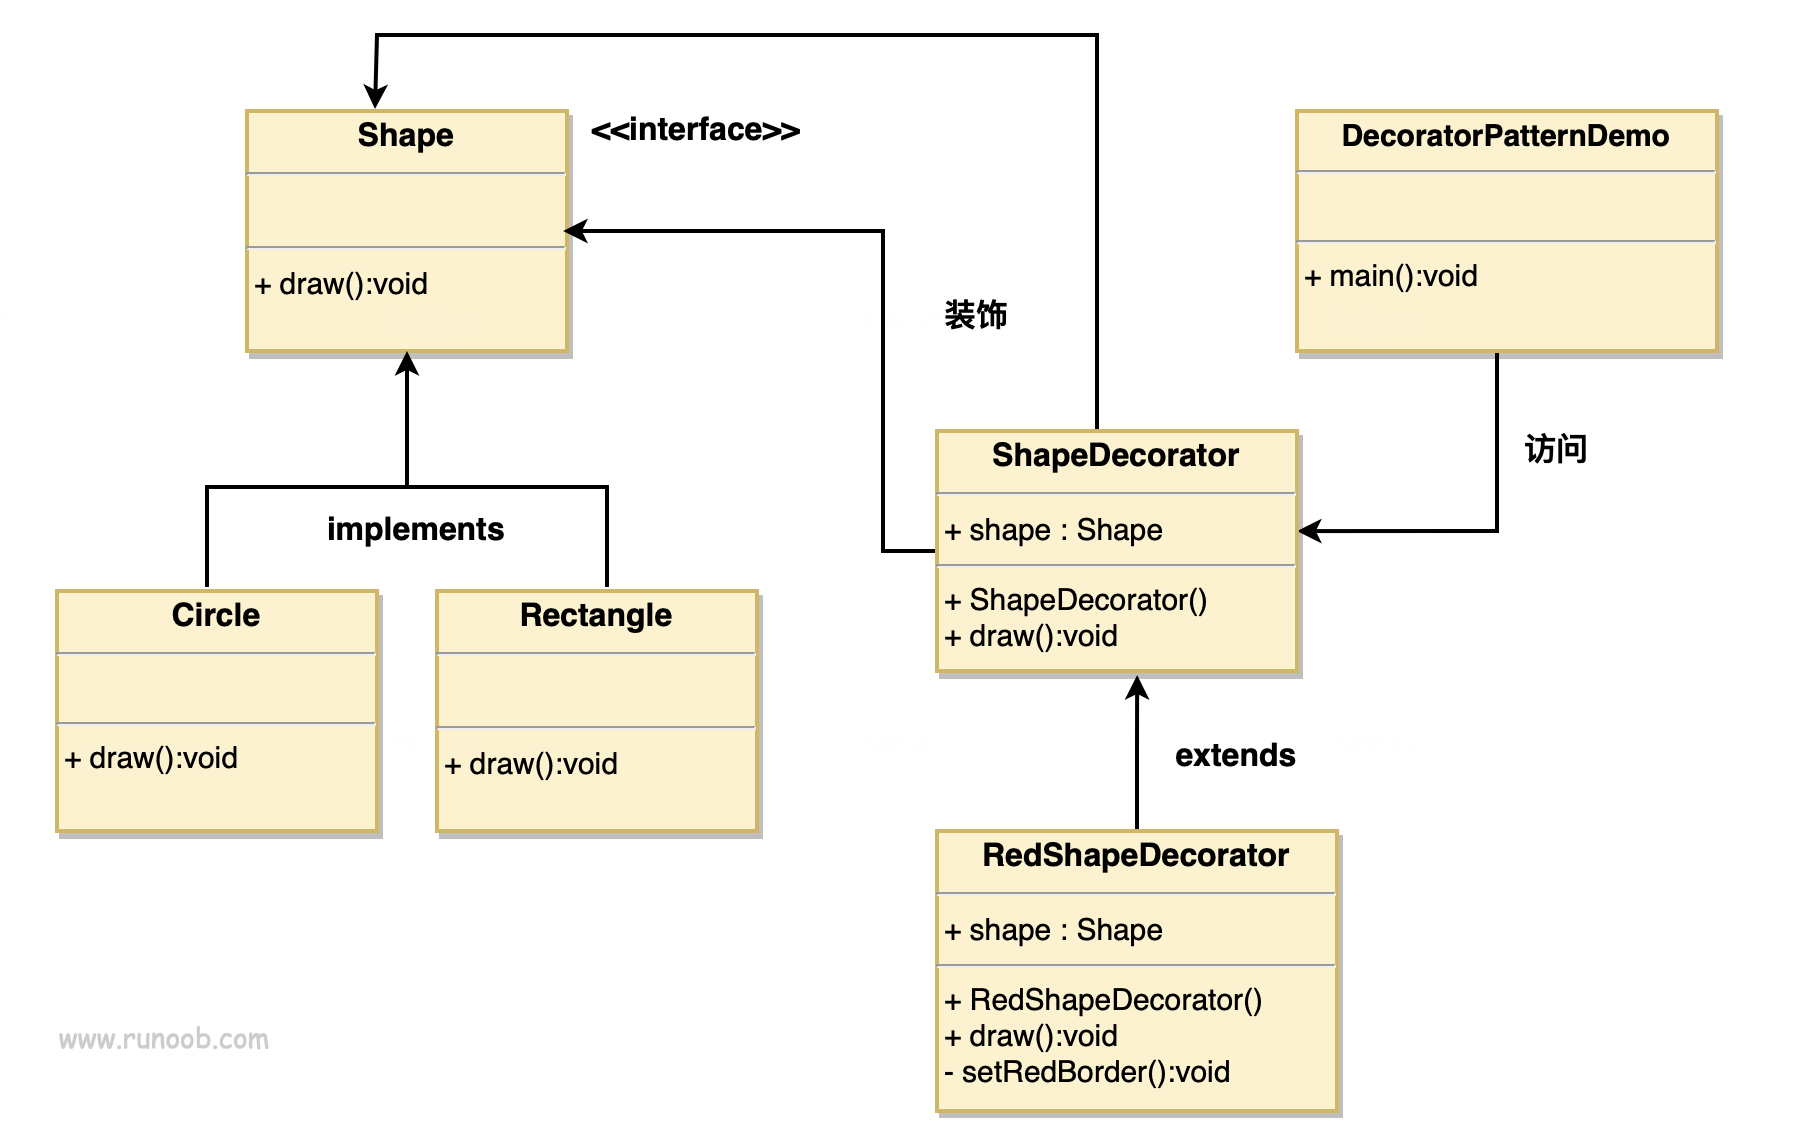 Shape
<<interface>>
+ draw():void
DecoratorPatternDemo
+ main():void
装饰
访问
implements
Circle
+ draw():void
Rectangle
+ draw():void
ShapeDecorator
+ shape : Shape
+ ShapeDecorator()
+ draw():void
extends
RedShapeDecorator
+ shape : Shape
+ RedShapeDecorator()
+ draw():void
- setRedBorder():void
www.runoob.com